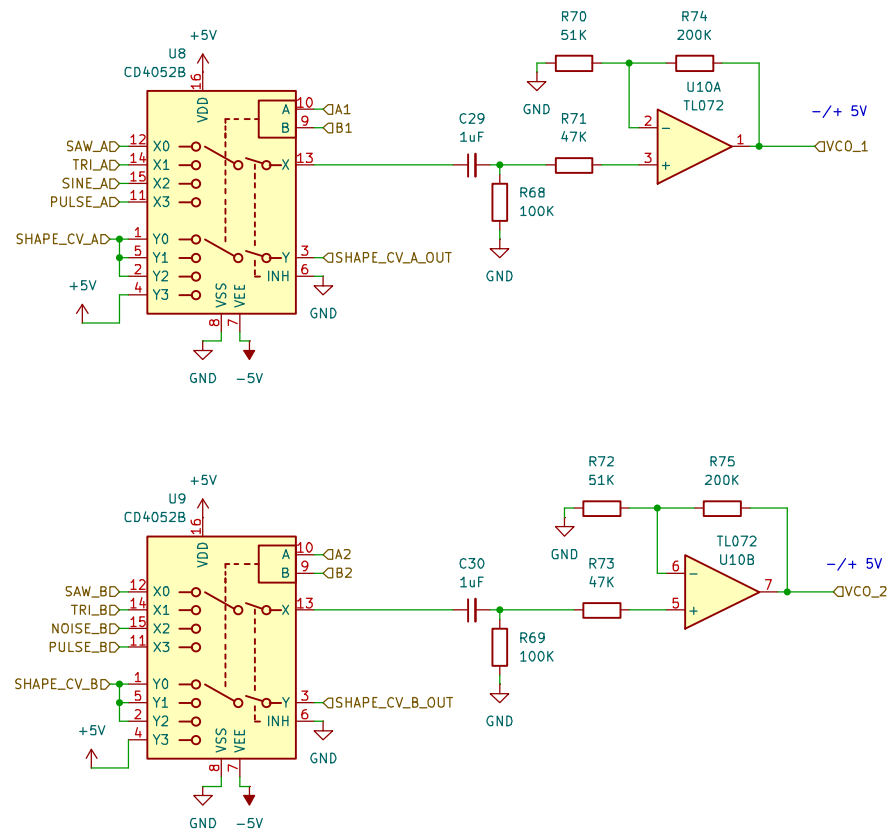 +5V
U8
CD4052B
16
VDD
A
10
A1
B
9
B1
SAW_A
12
X0
TRI_A
14
X1
X
13
SINE_A
15
X2
PULSE_A
11
X3
SHAPE_CV_A
1
Y0
5
Y1
Y
3
SHAPE_CV_A_OUT
2
Y2
INH
6
GND
+5V
4
Y3
VSS
VEE
8
7
GND
-5V
C29
1uF
R68
100K
GND
R70
51K
GND
R71
47K
R74
200K
U10A
TL072
2
−
3
+
1
-/+ 5V
VCO_1
+5V
U9
CD4052B
16
VDD
A
10
A2
B
9
B2
SAW_B
12
X0
TRI_B
14
X1
X
13
NOISE_B
15
X2
PULSE_B
11
X3
SHAPE_CV_B
1
Y0
5
Y1
Y
3
SHAPE_CV_B_OUT
2
Y2
INH
6
GND
+5V
4
Y3
VSS
VEE
8
7
GND
-5V
C30
1uF
R69
100K
GND
R72
51K
GND
R73
47K
R75
200K
TL072
U10B
6
−
5
+
7
-/+ 5V
VCO_2